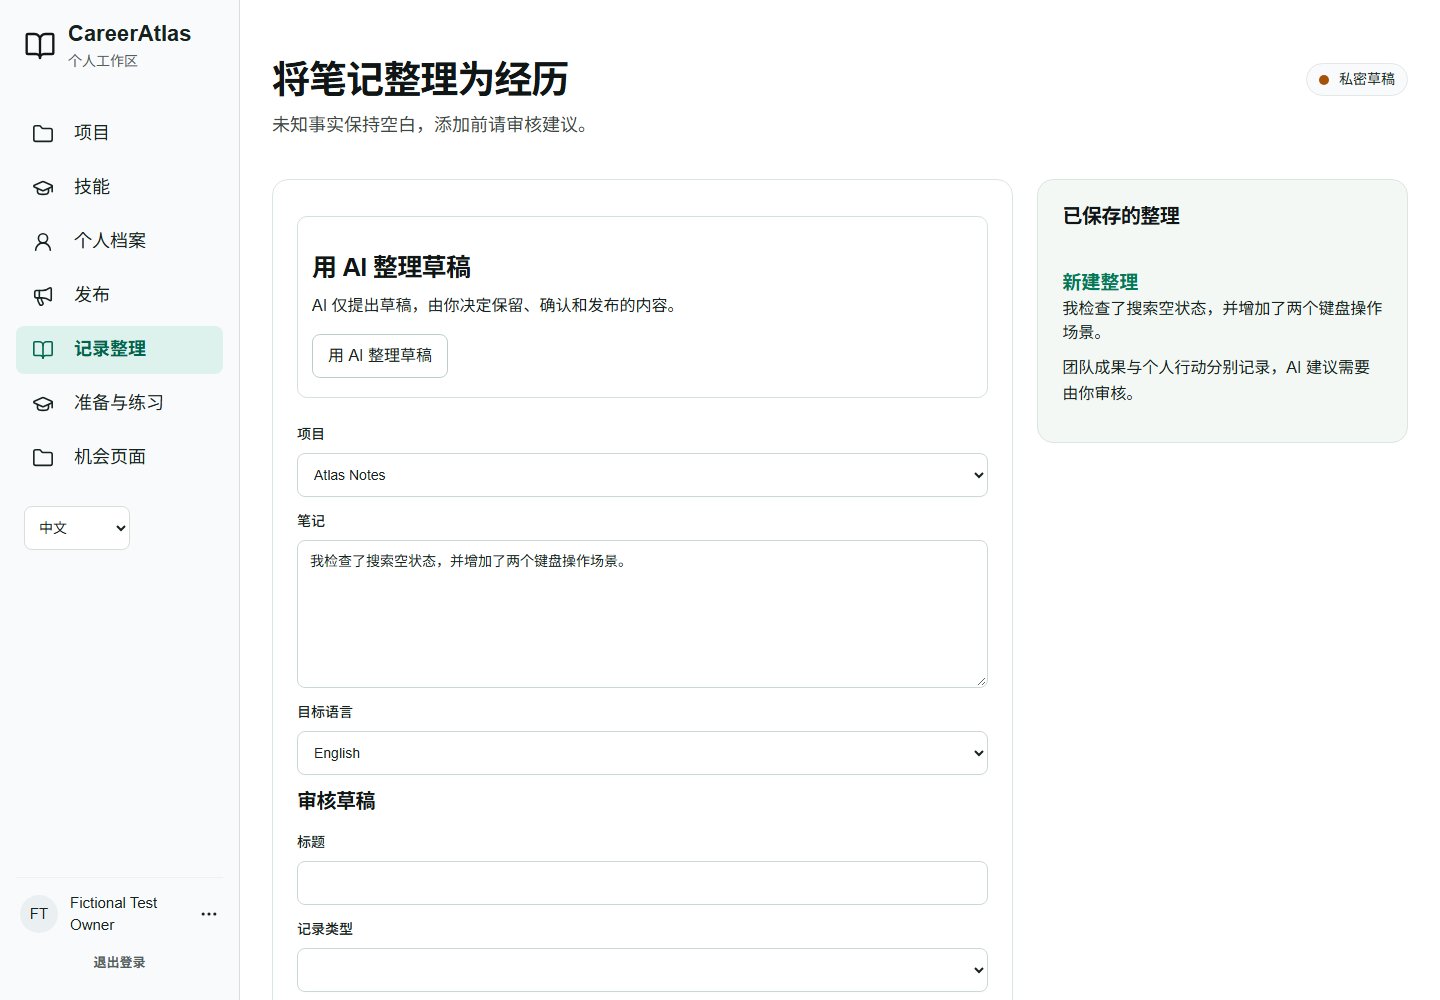 CareerAtlas
个人工作区
项目
技能
个人档案
发布
记录整理
准备与练习
机会页面
中文
FT
Fictional Test
Owner
退出登录
将笔记整理为经历
未知事实保持空白，添加前请审核建议。
私密草稿
用 AI 整理草稿
AI 仅提出草稿，由你决定保留、确认和发布的内容。
用 AI 整理草稿
项目
Atlas Notes
笔记
我检查了搜索空状态，并增加了两个键盘操作场景。
目标语言
English
审核草稿
标题
记录类型
已保存的整理
新建整理
我检查了搜索空状态，并增加了两个键盘操作
场景。
团队成果与个人行动分别记录，AI 建议需要
由你审核。